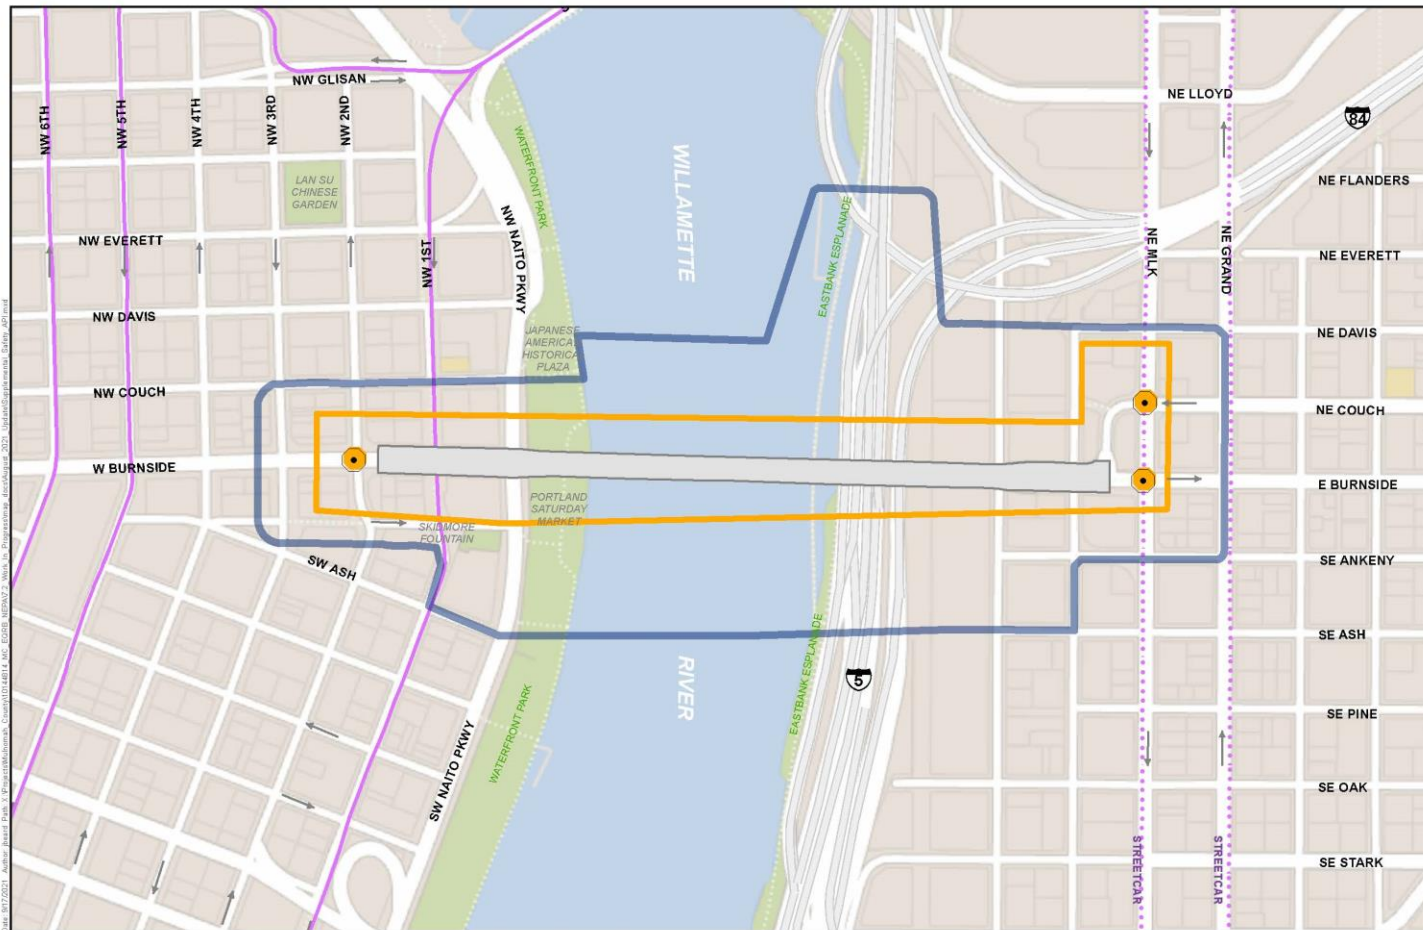 NW GLISAN
NE LLOYD
84
NW 6TH
NW 5TH
NW 4TH
NW 3RD
NW 2ND
WATERFRONT PARK
WILLAMETTE
LAN SU
CHINESE
GARDEN
NE FLANDERS
NW EVERETT
NW 1ST
NW NAITO PKWY
EASTBANK ESPLANADE
NE MLK
NE GRAND
NE EVERETT
NW DAVIS
JAPANESE
AMERICA
HISTORICA
PLAZA
NE DAVIS
NW COUCH
NE COUCH
W BURNSIDE
E BURNSIDE
PORTLAND
SATURDAY
MARKET
SKIDMORE
FOUNTAIN
SW ASH
SE ANKENY
SE ASH
EASTBANK ESPLANADE
RIVER
5
WATERFRONT PARK
SE PINE
SW NAITO PKWY
SE OAK
STREETCAR
STREETCAR
SE STARK